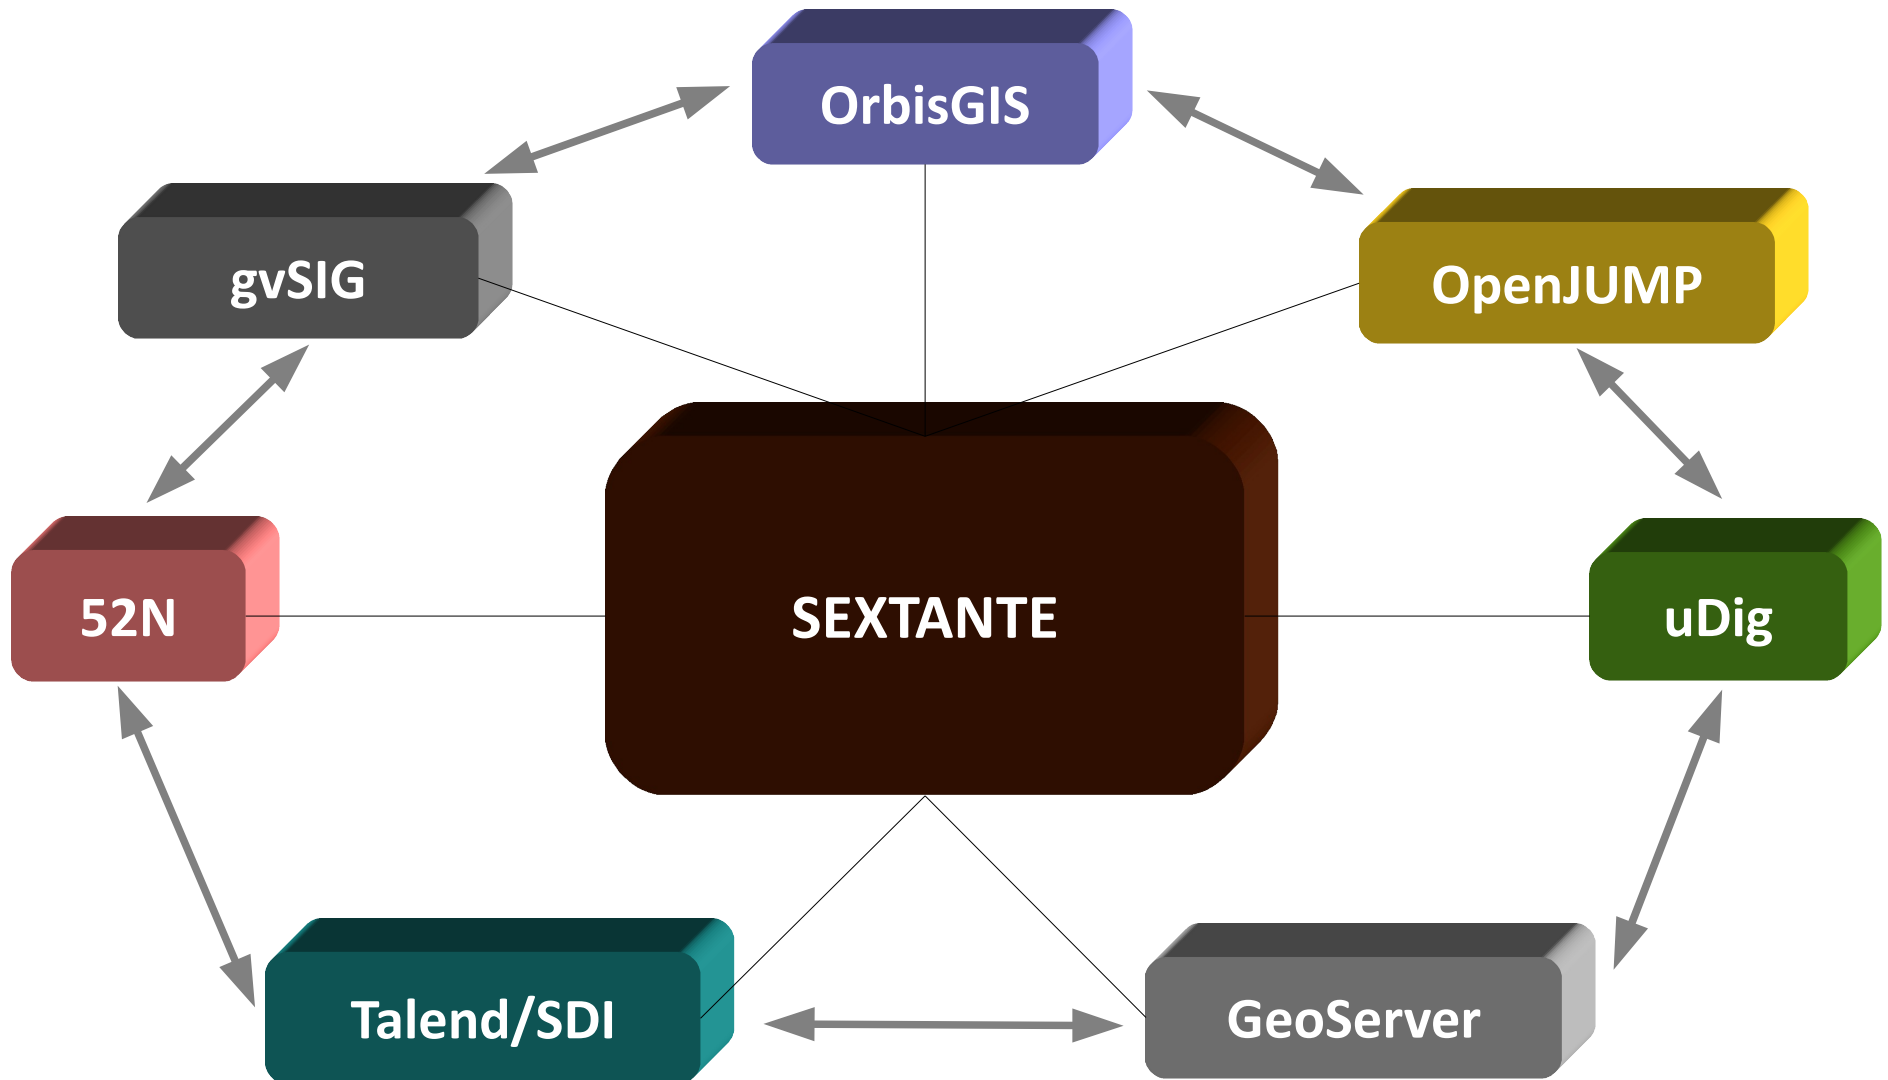 OrbisGIS
gvSIG
OpenJUMP
52N
SEXTANTE
uDig
Talend/SDI
GeoServer